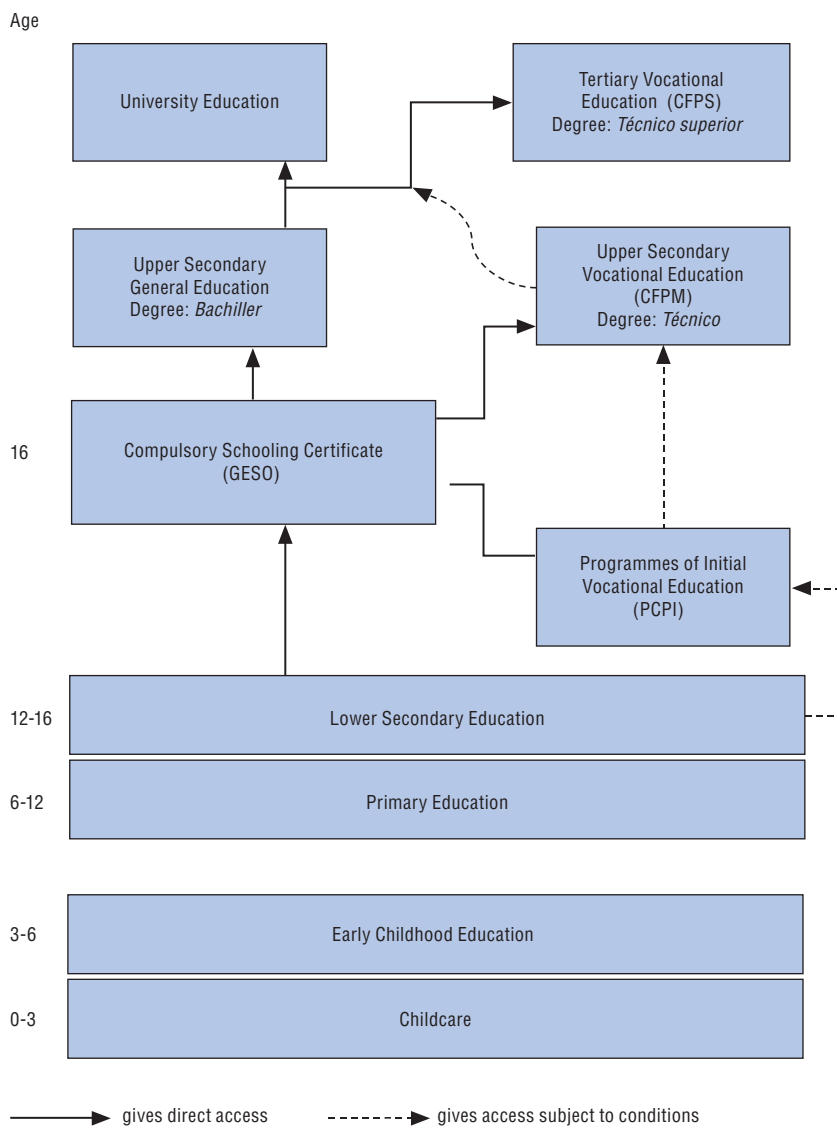 Age
University Education
Tertiary Vocational
Education (CFPS)
Degree: Técnico superior
Upper Secondary
General Education
Degree: Bachiller
Upper Secondary
Vocational Education
(CFPM)
Degree: Técnico
16
Compulsory Schooling Certificate
(GESO)
Programmes of Initial
Vocational Education
(PCPI)
12-16
Lower Secondary Education
6-12
Primary Education
3-6
Early Childhood Education
0-3
Childcare
gives direct access
gives access subject to conditions